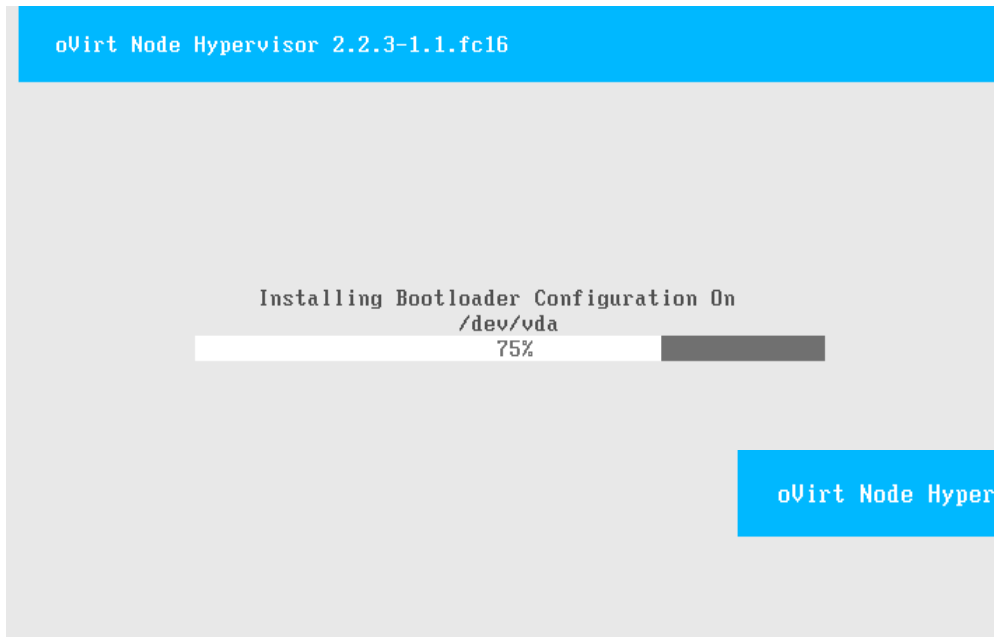 oVirt Node Hypervisor 2.2.3-1.1.fc16
Installing Bootloader Configuration On
/dev/vda
75%
oVirt Node Hyper